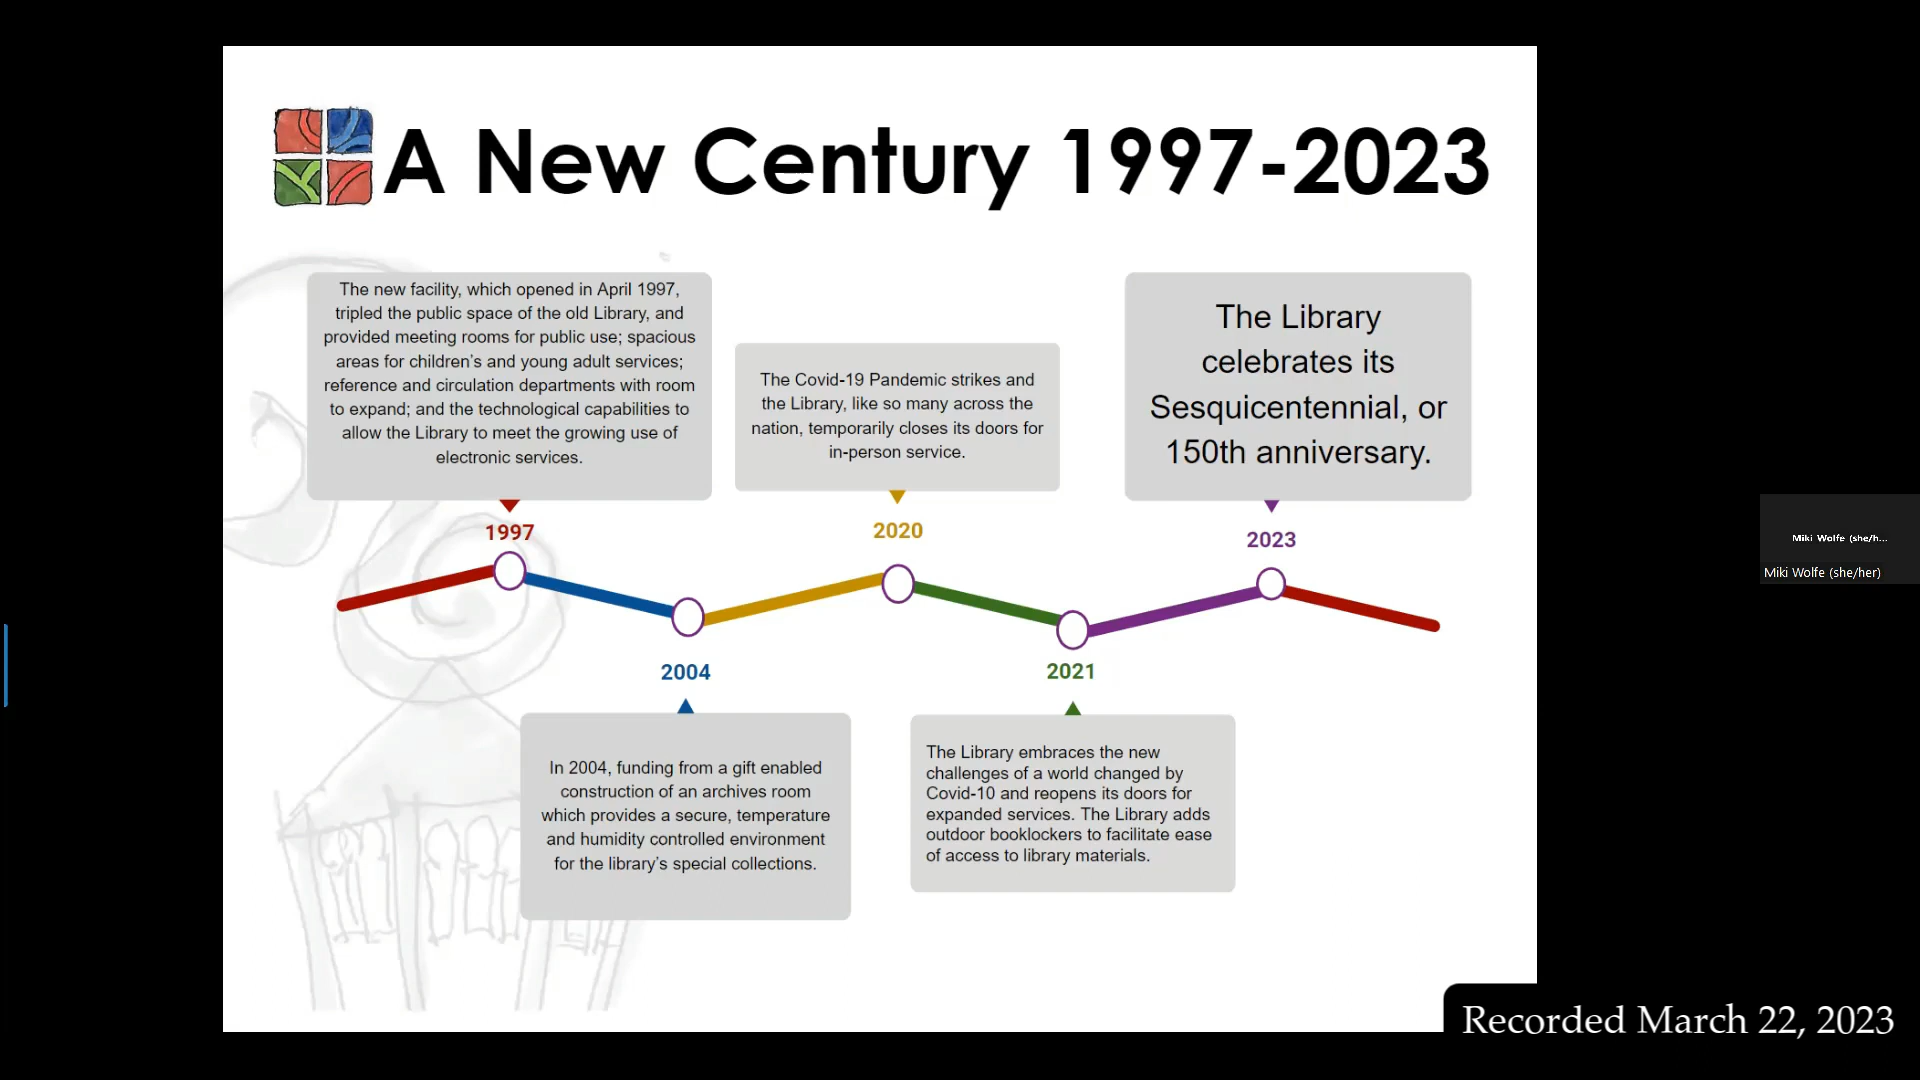 A New Century 1997-2023
The new facility, which opened in April 1997,
tripled the public space of the old Library, and
provided meeting rooms for public use; spacious
areas for children's and young adult services;
reference and circulation departments with room
to expand; and the technological capabilities to
allow the Library to meet the growing use of
electronic services.
The Covid-19 Pandemic strikes and
the Library, like so many across the
nation, temporarily closes its doors for
in-person service.
The Library
celebrates its
Sesquicentennial, or
150th anniversary.
1997
2020
2023
2004
2021
In 2004, funding from a gift enabled
construction of an archives room
which provides a secure, temperature
and humidity controlled environment
for the library's special collections.
The Library embraces the new
challenges of a world changed by
Covid-10 and reopens its doors for
expanded services. The Library adds
outdoor booklockers to facilitate ease
of access to library materials.
Miki Wolfe (she/h...
Miki Wolfe (she/her)
Recorded March 22, 2023